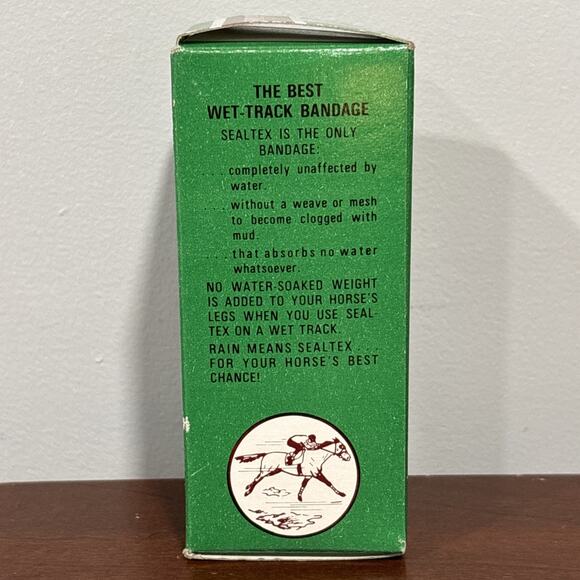 THE BEST
WET-TRACK BANDAGE
SEALTEX IS THE ONLY
BANDAGE:
. . . completely unaffected by
water.
. . . without a weave or mesh
to become clogged with
mud.
. . . that absorbs no water
whatsoever.
NO WATER-SOAKED WEIGHT
IS ADDED TO YOUR HORSE'S
LEGS WHEN YOU USE SEAL-
TEX ON A WET TRACK.
RAIN MEANS SEALTEX . . .
FOR YOUR HORSE'S BEST
CHANCE!